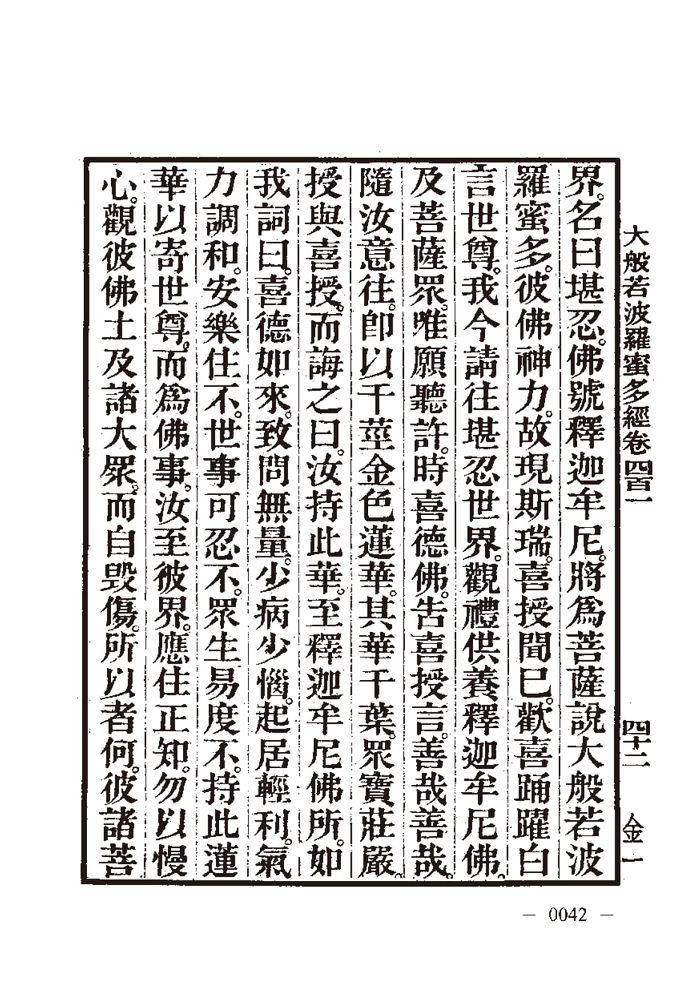 大般若波羅蜜多經卷四百一
四十二
金一
界。名曰堪忍。佛號釋迦牟尼。將為菩薩說大般若波
羅蜜多。彼佛神力。故現斯瑞。喜授聞已。歡喜踊躍白
言世尊。我今請往堪忍世界。觀禮供養釋迦牟尼佛。
及菩薩眾。唯願聽許。時喜德佛。告喜授言。善哉善哉。
隨汝意往。卽以千莖金色蓮華。其華千葉。眾寶莊嚴。
授與喜授。而誨之曰。汝持此華。至釋迦牟尼佛所。如
我詞曰。喜德如來。致問無量。少病少惱。起居輕利。氣
力調和。安樂住不。世事可忍不。眾生易度不。持此蓮
華以寄世尊。而爲佛事。汝至彼界。應住正知。勿以慢
心。觀彼佛土及諸大眾。而自毀傷。所以者何。彼諸菩
— 0042 —